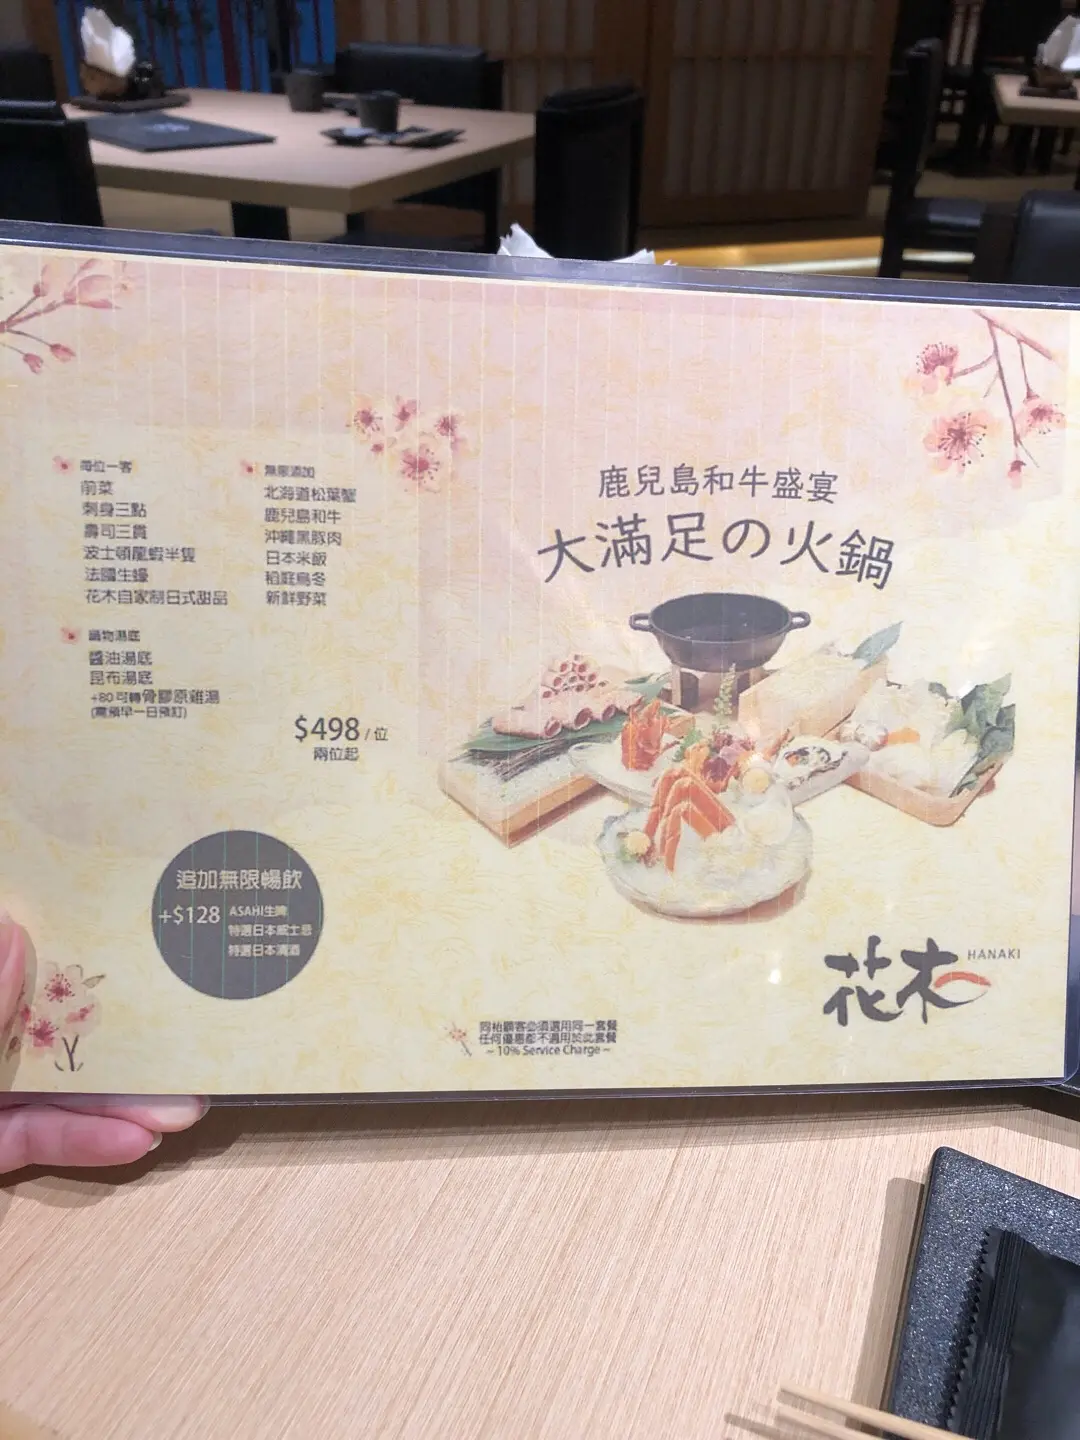 每位一客
前菜
刺身三點
壽司三貫
波士頓龍蝦半隻
法國生蠔
花木自家制日式甜品
無限添加
北海道松葉蟹
鹿兒島和牛
沖繩黑豚肉
日本米飯
稻庭烏冬
新鮮野菜
鍋物湯底
醬油湯底
昆布湯底
+80可轉骨膠原雞湯
(需預早一日預訂)
$498/位
兩位起
追加無限暢飲
+$128
ASAHI生啤
特選日本威士忌
特選日本清酒
鹿兒島和牛盛宴
大滿足の火鍋
花木 HANAKI
同枱顧客必須選用同一套餐
任何優惠都不適用於此套餐
~ 10% Service Charge ~